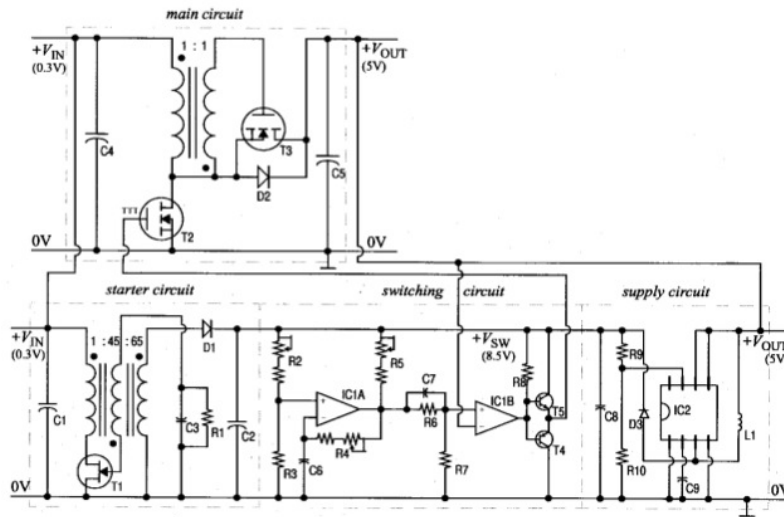 main circuit
+VIN
(0.3V)
1 : 1
+VOUT
(5V)
C4
T3
C5
D2
TTT
T2
0V
0V
starter circuit
switching circuit
supply circuit
+VIN
(0.3V)
1 :45:65
D1
+VSW
(8.5V)
+VOUT
(5V)
R2
R5
R8
R9
C7
IC1A
IC1B
IC2
T5
C1
C3
R1
C2
R4
R6
C8
D3
L1
T4
R3
C6
R7
R10
C9
T1
0V
0V